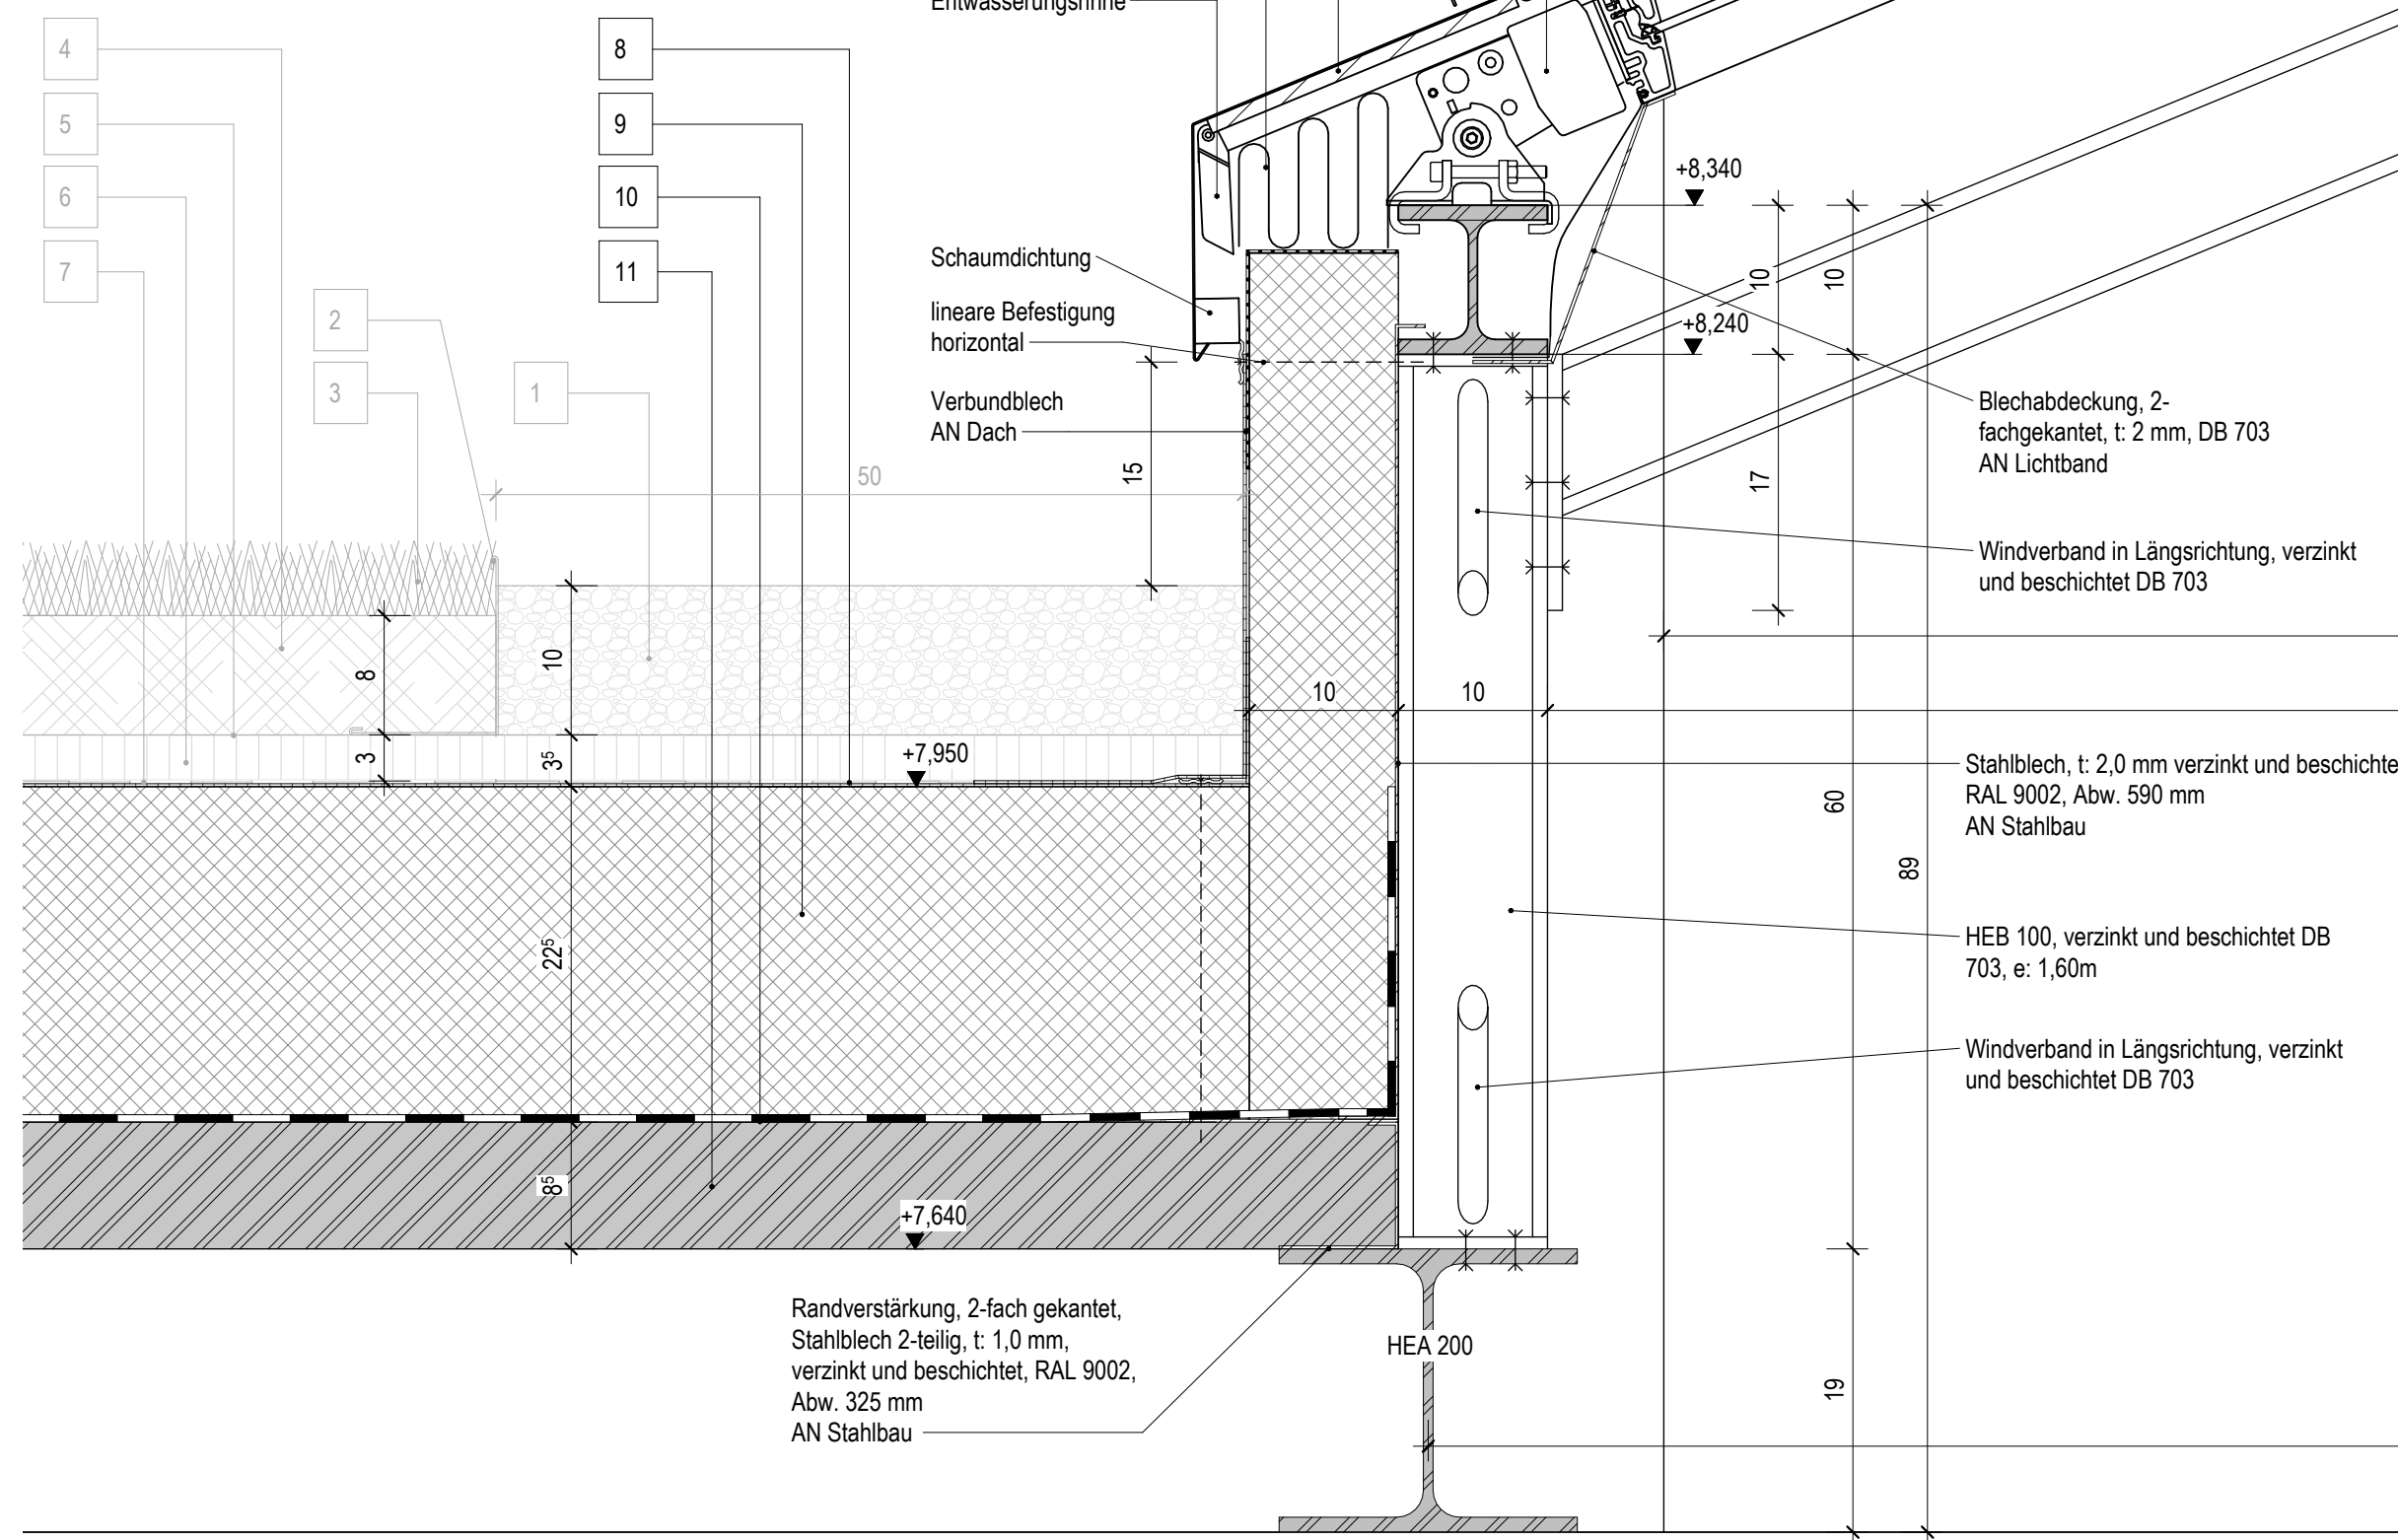 Entwässerungsrinne
4
5
6
7
2
3
1
8
9
10
11
Schaumdichtung
lineare Befestigung
horizontal
Verbundblech
AN Dach
50
15
8
3
10
3⁵
22⁵
8⁵
+7,950
+7,640
10
10
+8,340
+8,240
10
10
17
60
89
19
Blechabdeckung, 2-
fachgekantet, t: 2 mm, DB 703
AN Lichtband
Windverband in Längsrichtung, verzinkt
und beschichtet DB 703
Stahlblech, t: 2,0 mm verzinkt und beschichte
RAL 9002, Abw. 590 mm
AN Stahlbau
HEB 100, verzinkt und beschichtet DB
703, e: 1,60m
Windverband in Längsrichtung, verzinkt
und beschichtet DB 703
Randverstärkung, 2-fach gekantet,
Stahlblech 2-teilig, t: 1,0 mm,
verzinkt und beschichtet, RAL 9002,
Abw. 325 mm
AN Stahlbau
HEA 200